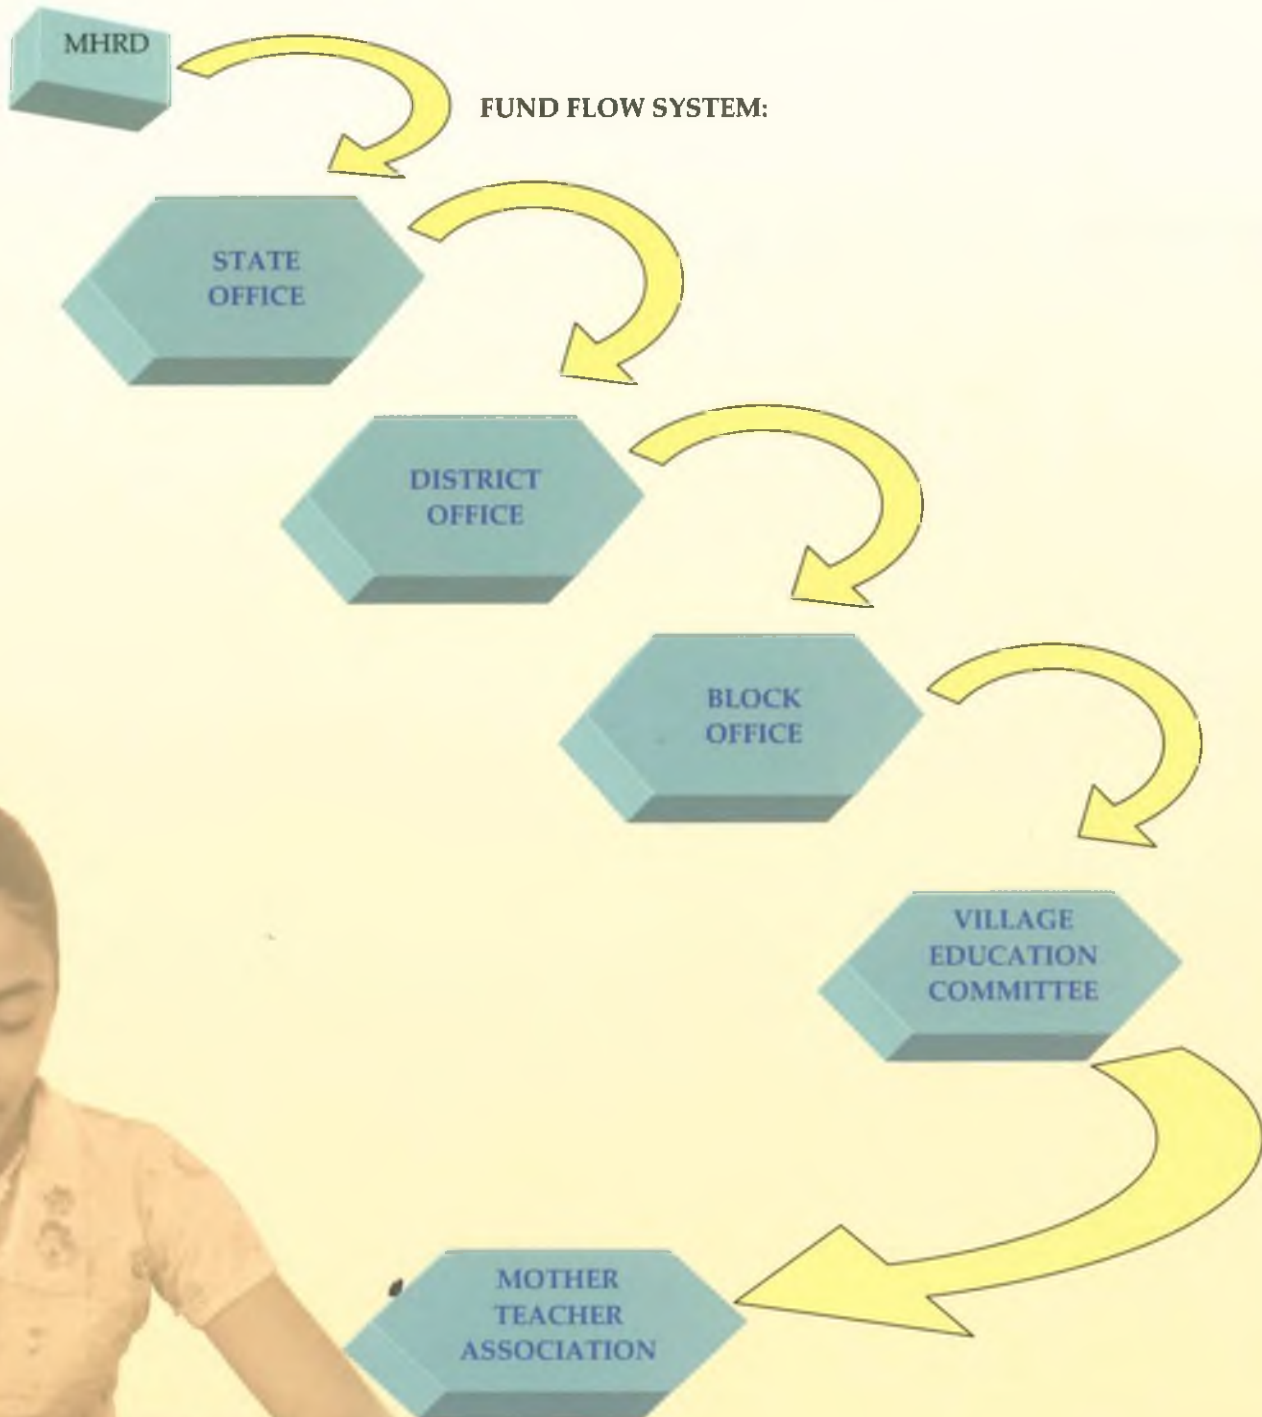 MHRD
FUND FLOW SYSTEM:
STATE
OFFICE
DISTRICT
OFFICE
BLOCK
OFFICE
VILLAGE
EDUCATION
COMMITTEE
MOTHER
TEACHER
ASSOCIATION